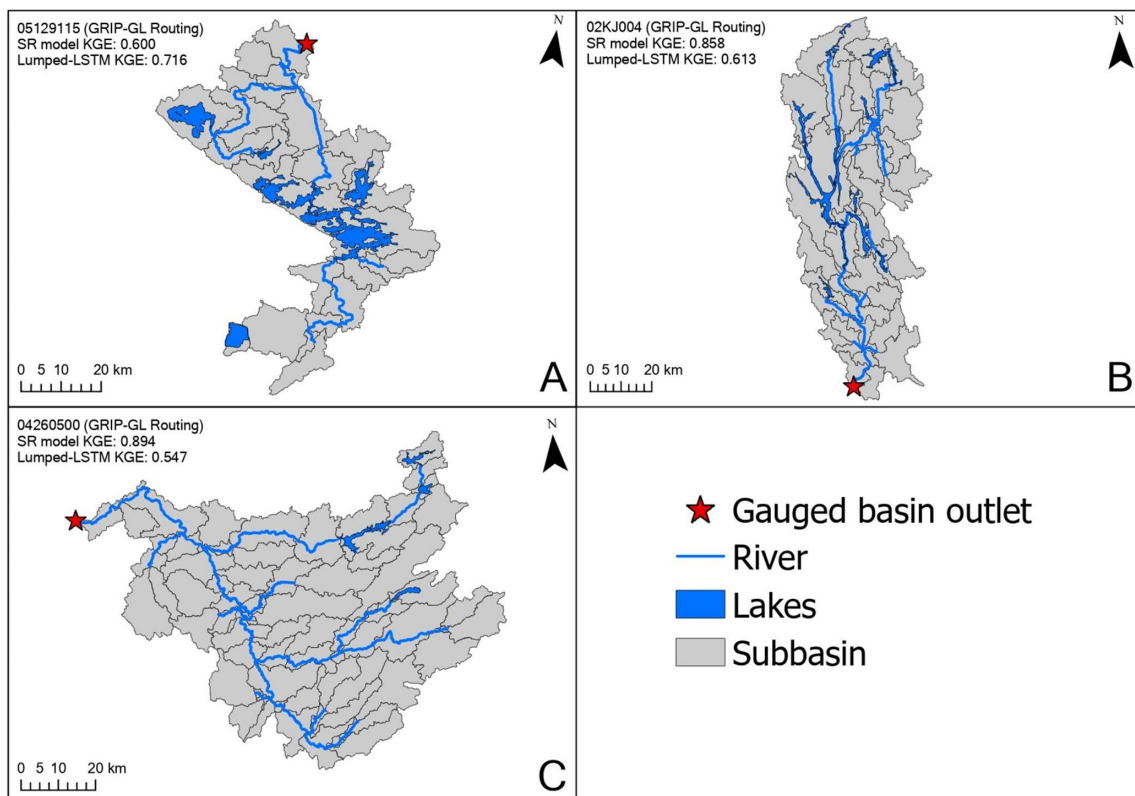 05129115 (GRIP-GL Routing)
SR model KGE: 0.600
Lumped-LSTM KGE: 0.716
N
0 5 10 20 km
A
02KJ004 (GRIP-GL Routing)
SR model KGE: 0.858
Lumped-LSTM KGE: 0.613
N
0 5 10 20 km
B
04260500 (GRIP-GL Routing)
SR model KGE: 0.894
Lumped-LSTM KGE: 0.547
N
0 5 10 20 km
C
Gauged basin outlet
River
Lakes
Subbasin